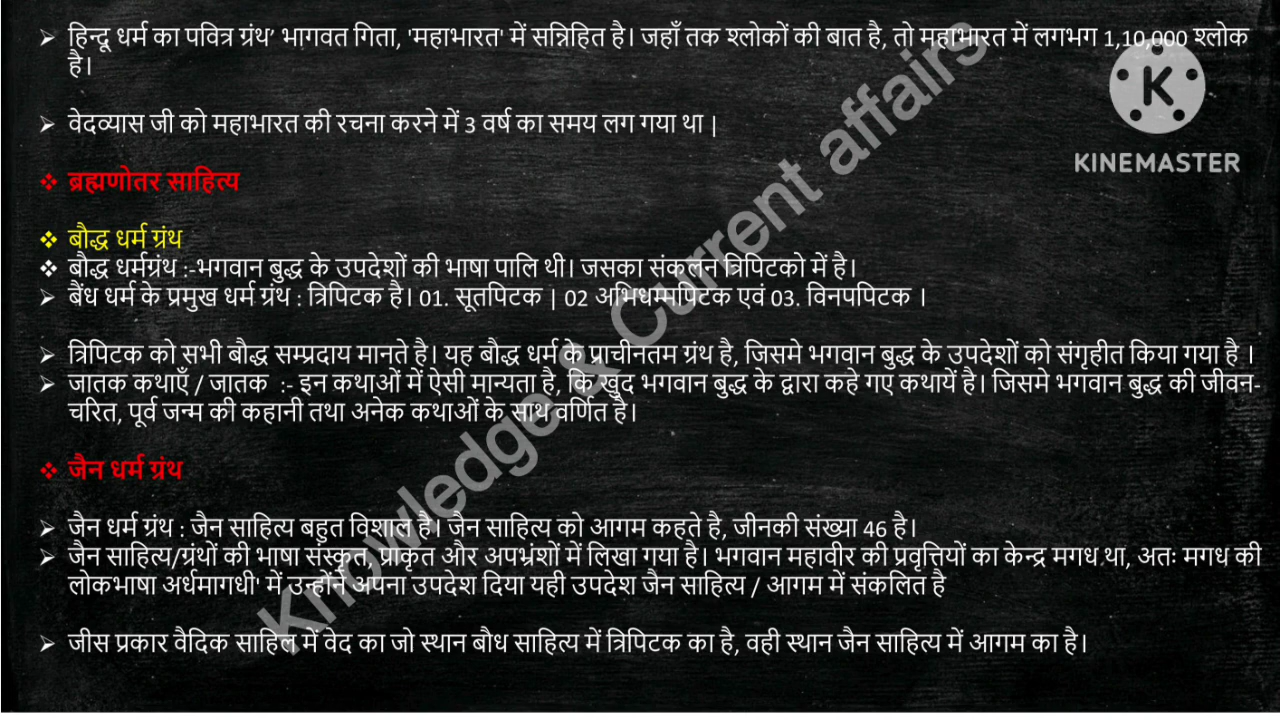 ➢ हिन्दू धर्म का पवित्र ग्रंथ’ भागवत गिता, 'महाभारत' में सन्निहित है। जहाँ तक श्लोकों की बात है, तो महाभारत में लगभग 1,10,000 श्लोक
है।
K
KINEMASTER
➢ वेदव्यास जी को महाभारत की रचना करने में 3 वर्ष का समय लग गया था |
❖ ब्रह्मणोतर साहित्य
❖ बौद्ध धर्म ग्रंथ
❖ बौद्ध धर्मग्रंथ :-भगवान बुद्ध के उपदेशों की भाषा पालि थी। जसका संकलन त्रिपिटको में है।
➢ बैंध धर्म के प्रमुख धर्म ग्रंथ : त्रिपिटक है। 01. सूतपिटक | 02 अभिधम्मपिटक एवं 03. विनपपिटक ।
➢ त्रिपिटक को सभी बौद्ध सम्प्रदाय मानते है। यह बौद्ध धर्म के प्राचीनतम ग्रंथ है, जिसमे भगवान बुद्ध के उपदेशों को संगृहीत किया गया है ।
➢ जातक कथाएँ / जातक :- इन कथाओं में ऐसी मान्यता है, कि खुद भगवान बुद्ध के द्वारा कहे गए कथायें है। जिसमे भगवान बुद्ध की जीवन-
चरित, पूर्व जन्म की कहानी तथा अनेक कथाओं के साथ वर्णित है।
❖ जैन धर्म ग्रंथ
➢ जैन धर्म ग्रंथ : जैन साहित्य बहुत विशाल है। जैन साहित्य को आगम कहते है, जीनकी संख्या 46 है।
➢ जैन साहित्य/ग्रंथों की भाषा संस्कृत, प्राकृत और अपभ्रंशों में लिखा गया है। भगवान महावीर की प्रवृत्तियों का केन्द्र मगध था, अतः मगध की
लोकभाषा अर्धमागधी' में उन्होंने अपना उपदेश दिया यही उपदेश जैन साहित्य / आगम में संकलित है
➢ जीस प्रकार वैदिक साहिल में वेद का जो स्थान बौध साहित्य में त्रिपिटक का है, वही स्थान जैन साहित्य में आगम का है।
Knowledge & Current affairs